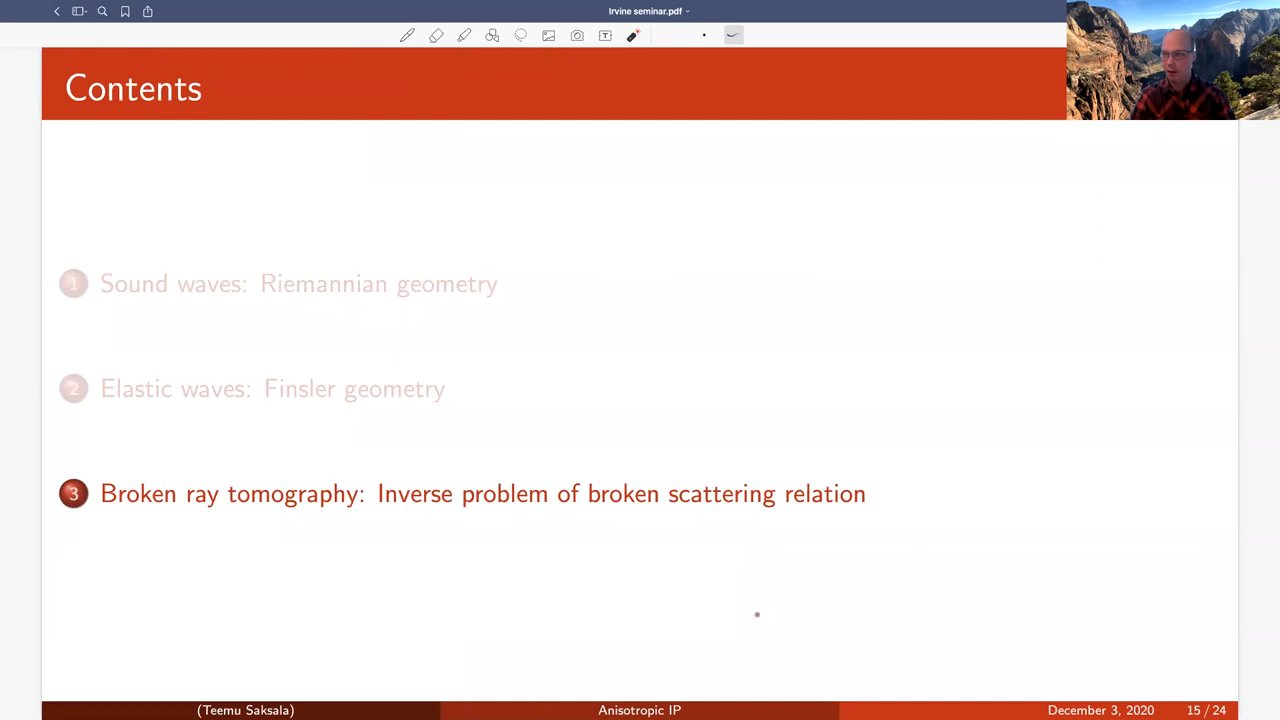 Irvine seminar.pdf
Contents
1 Sound waves: Riemannian geometry
2 Elastic waves: Finsler geometry
3 Broken ray tomography: Inverse problem of broken scattering relation
(Teemu Saksala) Anisotropic IP December 3, 2020 15 / 24